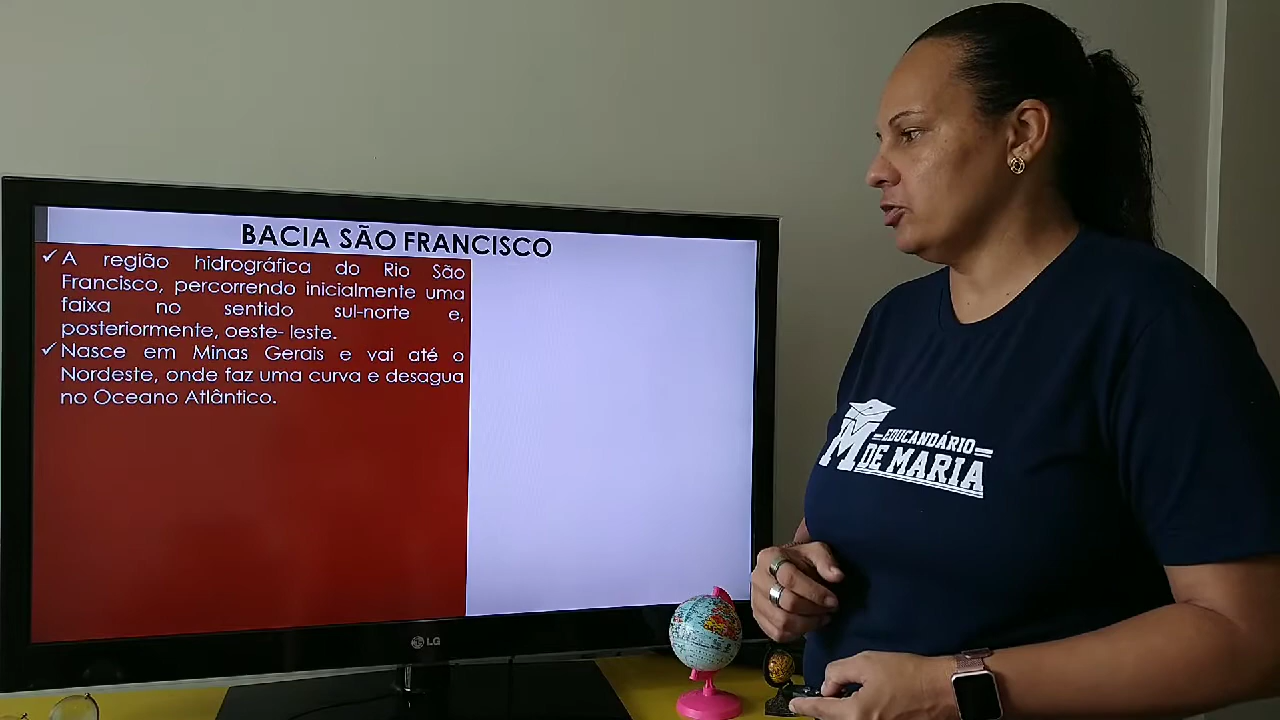 BACIA SÃO FRANCISCO
✓ A região hidrográfica do Rio São
Francisco, percorrendo inicialmente uma
faixa no sentido sul-norte e,
posteriormente, oeste- leste.
✓ Nasce em Minas Gerais e vai até o
Nordeste, onde faz uma curva e desagua
no Oceano Atlântico.
LG
M EDUCANDÁRIO
DE MARIA